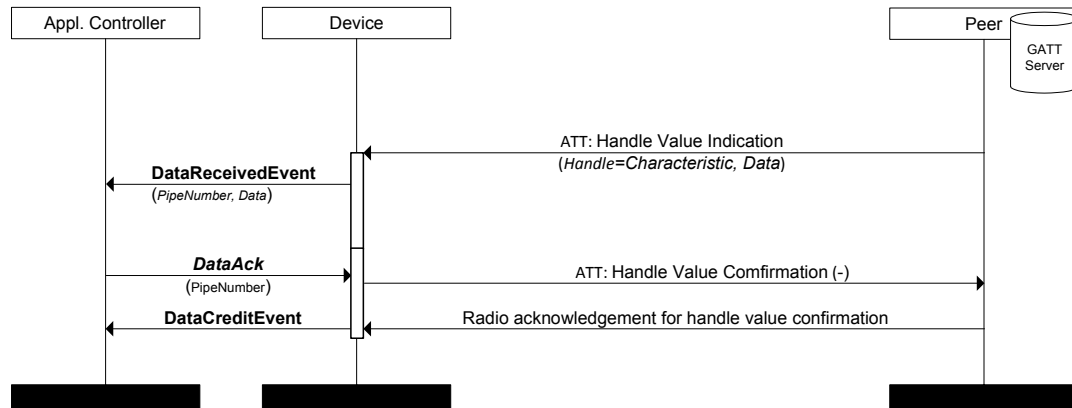 Appl. Controller
Device
Peer
GATT
Server
ATT: Handle Value Indication
(Handle=Characteristic, Data)
DataReceivedEvent
(PipeNumber, Data)
DataAck
(PipeNumber)
ATT: Handle Value Comfirmation (-)
DataCreditEvent
Radio acknowledgement for handle value confirmation